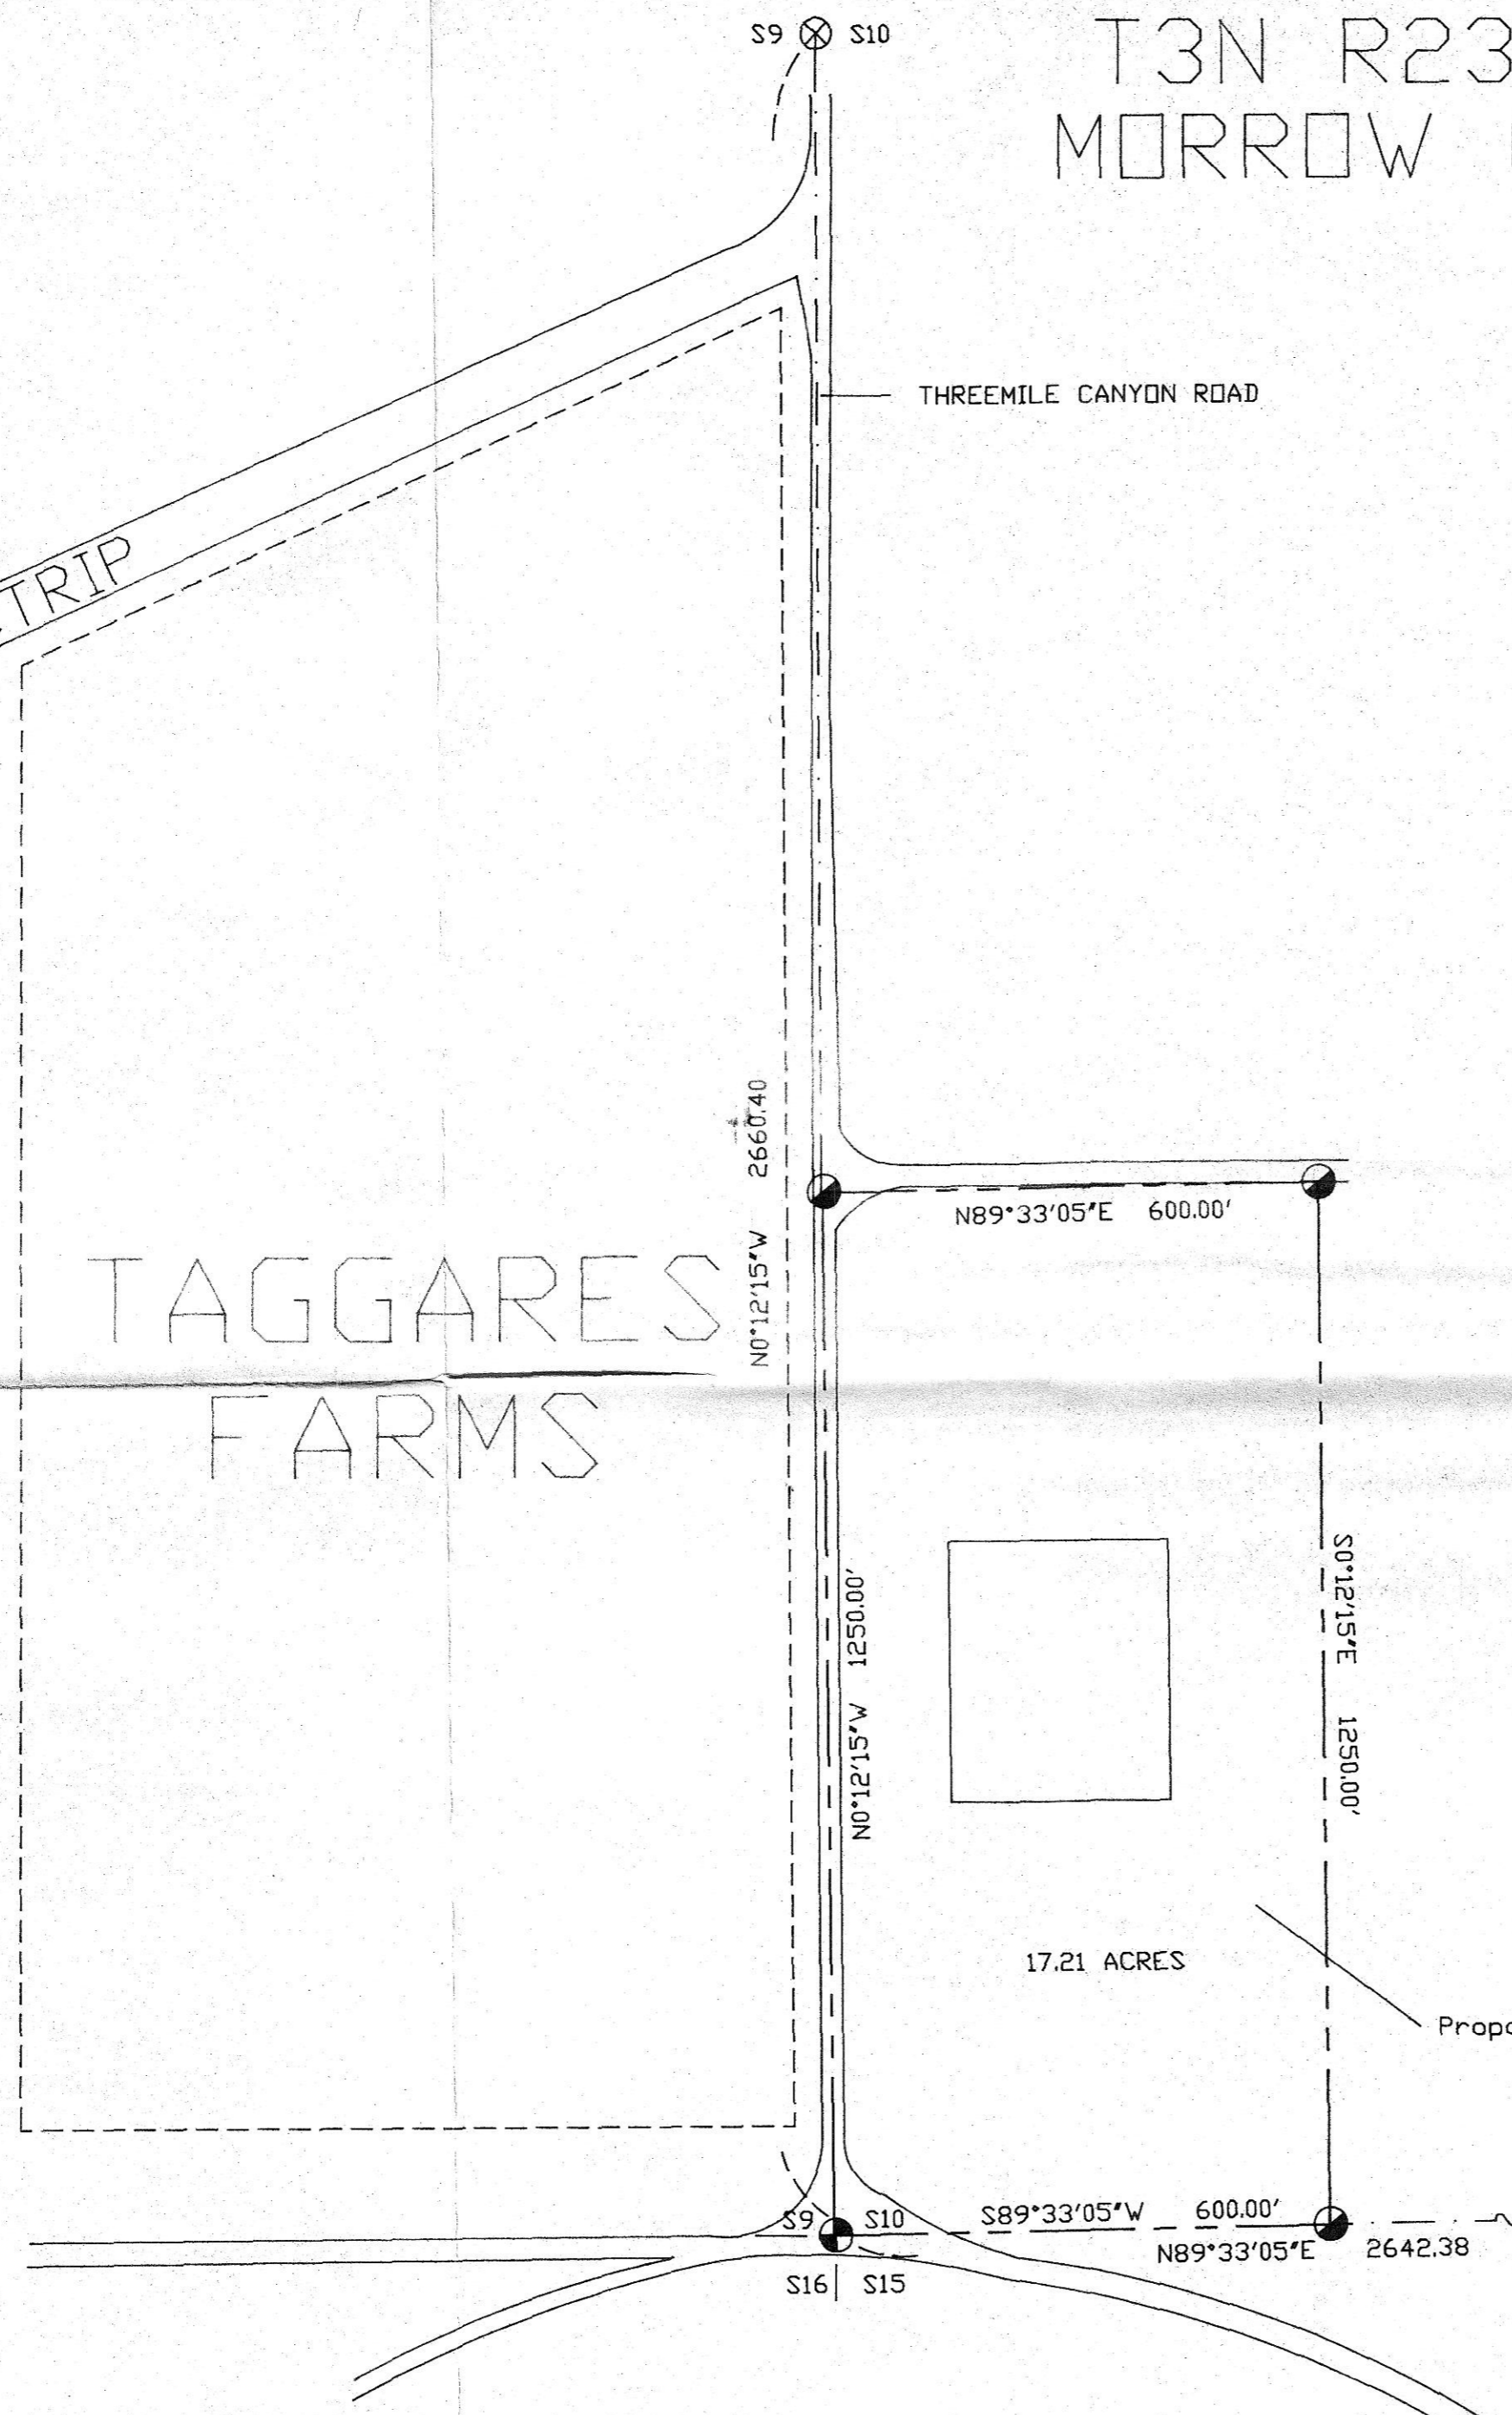 S9 S10
T3N R23
MORROW
THREEMILE CANYON ROAD
TRIP
N0°12'15"W 2660.40
N89°33'05"E 600.00'
TAGGARES
FARMS
S0°12'15"E 1250.00'
N0°12'15"W 1250.00'
17.21 ACRES
S9 S10
S89°33'05"W 600.00'
N89°33'05"E 2642.38
S16 S15